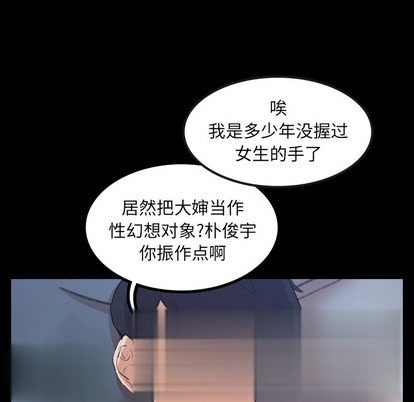 唉
我是多少年没握过
女生的手了
居然把大婶当作
性幻想对象?朴俊宇
你振作点啊